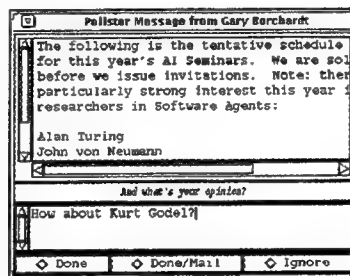 Pollster Message from Gary Borchardt
The following is the tentative schedule
for this year's AI Seminars. We are sol
before we issue invitations. Note: ther
particularly strong interest this year i
researchers in Software Agents:
Alan Turing
John von Neumann
And what's your opinion?
How about Kurt Godel?
Done
Done/Mail
Ignore